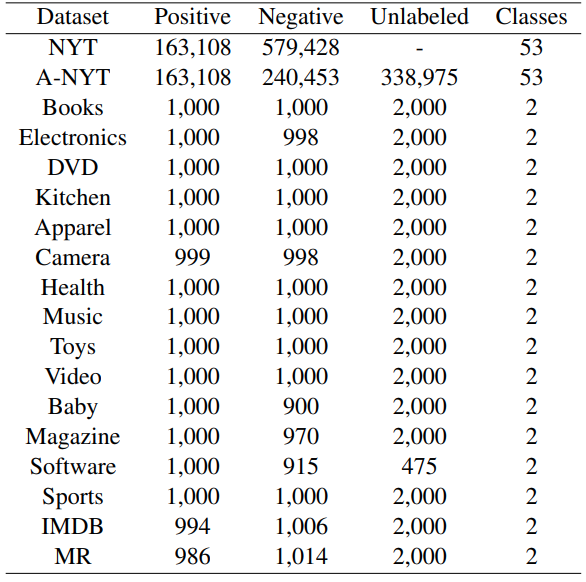 Dataset Positive Negative Unlabeled Classes
NYT 163,108 579,428 - 53
A-NYT 163,108 240,453 338,975 53
Books 1,000 1,000 2,000 2
Electronics 1,000 998 2,000 2
DVD 1,000 1,000 2,000 2
Kitchen 1,000 1,000 2,000 2
Apparel 1,000 1,000 2,000 2
Camera 999 998 2,000 2
Health 1,000 1,000 2,000 2
Music 1,000 1,000 2,000 2
Toys 1,000 1,000 2,000 2
Video 1,000 1,000 2,000 2
Baby 1,000 900 2,000 2
Magazine 1,000 970 2,000 2
Software 1,000 915 475 2
Sports 1,000 1,000 2,000 2
IMDB 994 1,006 2,000 2
MR 986 1,014 2,000 2